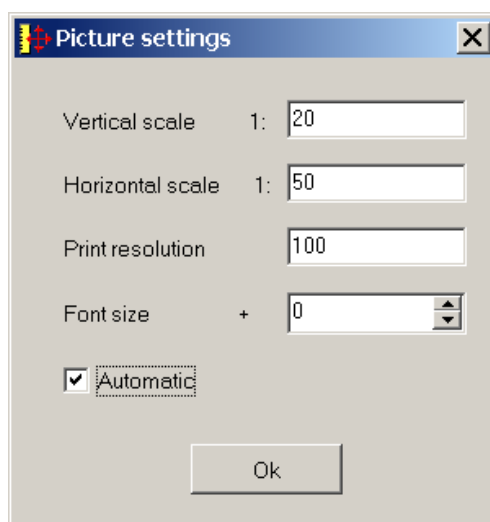 Picture settings
Vertical scale 1: 20
Horizontal scale 1: 50
Print resolution 100
Font size + 0
Automatic
Ok